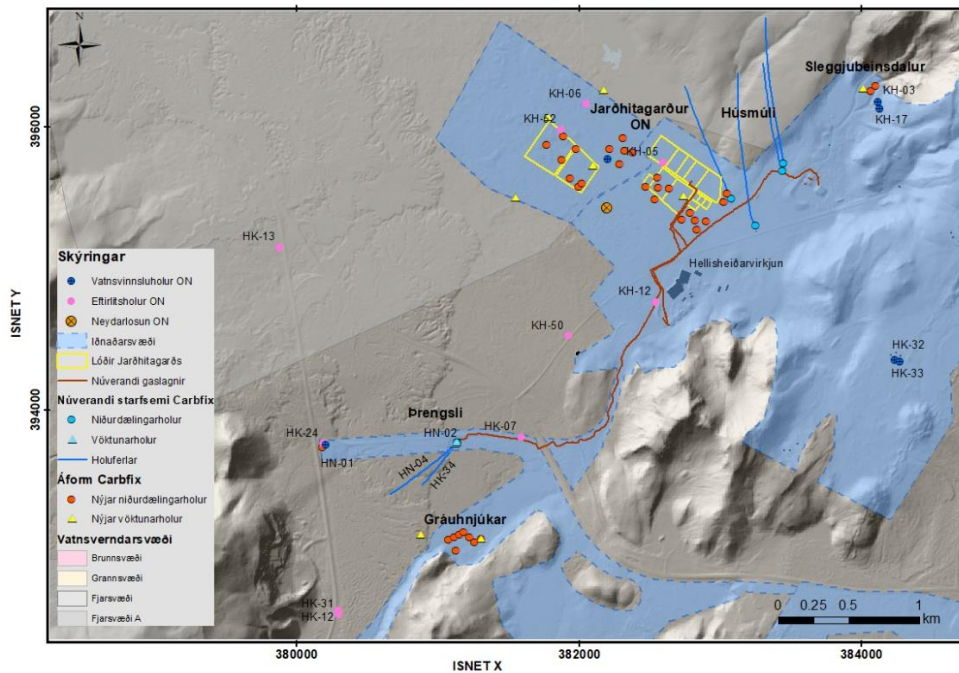 N
Sleggjubeinsdalur
KH-03
KH-17
KH-06
Jarðhitagarður
ON
Húsmúli
KH-52
KH-05
396000
HK-13
Hellisheiðarvirkjun
KH-12
KH-50
HK-32
HK-33
394000
Þrengsli
HK-24
HN-02
HK-07
HN-01
HN-04
HK-34
Gráuhnjúkar
HK-31
HK-12
Skýringar
Vatnsvinnsluholur ON
Eftirlitsholur ON
Neyðarlosun ON
Iðnaðarsvæði
Lóðir Jarðhitagarðs
Núverandi gaslagnir
Núverandi starfsemi Carbfix
Niðurdælingarholur
Vöktunarholur
Holuferlar
Áform Carbfix
Nýjar niðurdælingarholur
Nýjar vöktunarholur
Vatnsverndarsvæði
Brunnsvæði
Grannsvæði
Fjarsvæði
Fjarsvæði A
0 0.25 0.5 1
km
380000 382000 384000
ISNET X
ISNET Y